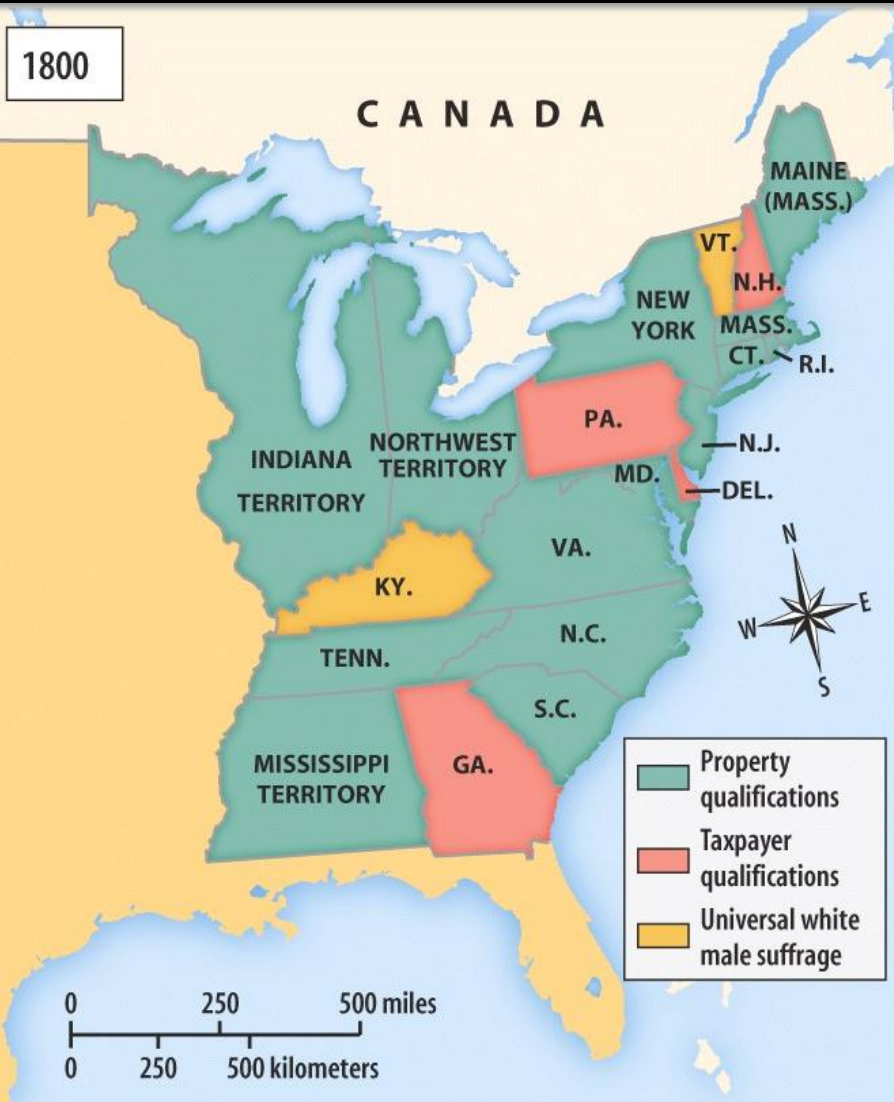 1800
CANADA
MAINE
(MASS.)
VT.
N.H.
NEW
YORK
MASS.
CT.
R.I.
PA.
N.J.
NORTHWEST
TERRITORY
INDIANA
TERRITORY
MD.
DEL.
VA.
KY.
N
W
E
S
N.C.
TENN.
S.C.
MISSISSIPPI
TERRITORY
GA.
Property
qualifications
Taxpayer
qualifications
Universal white
male suffrage
0 250 500 miles
0 250 500 kilometers